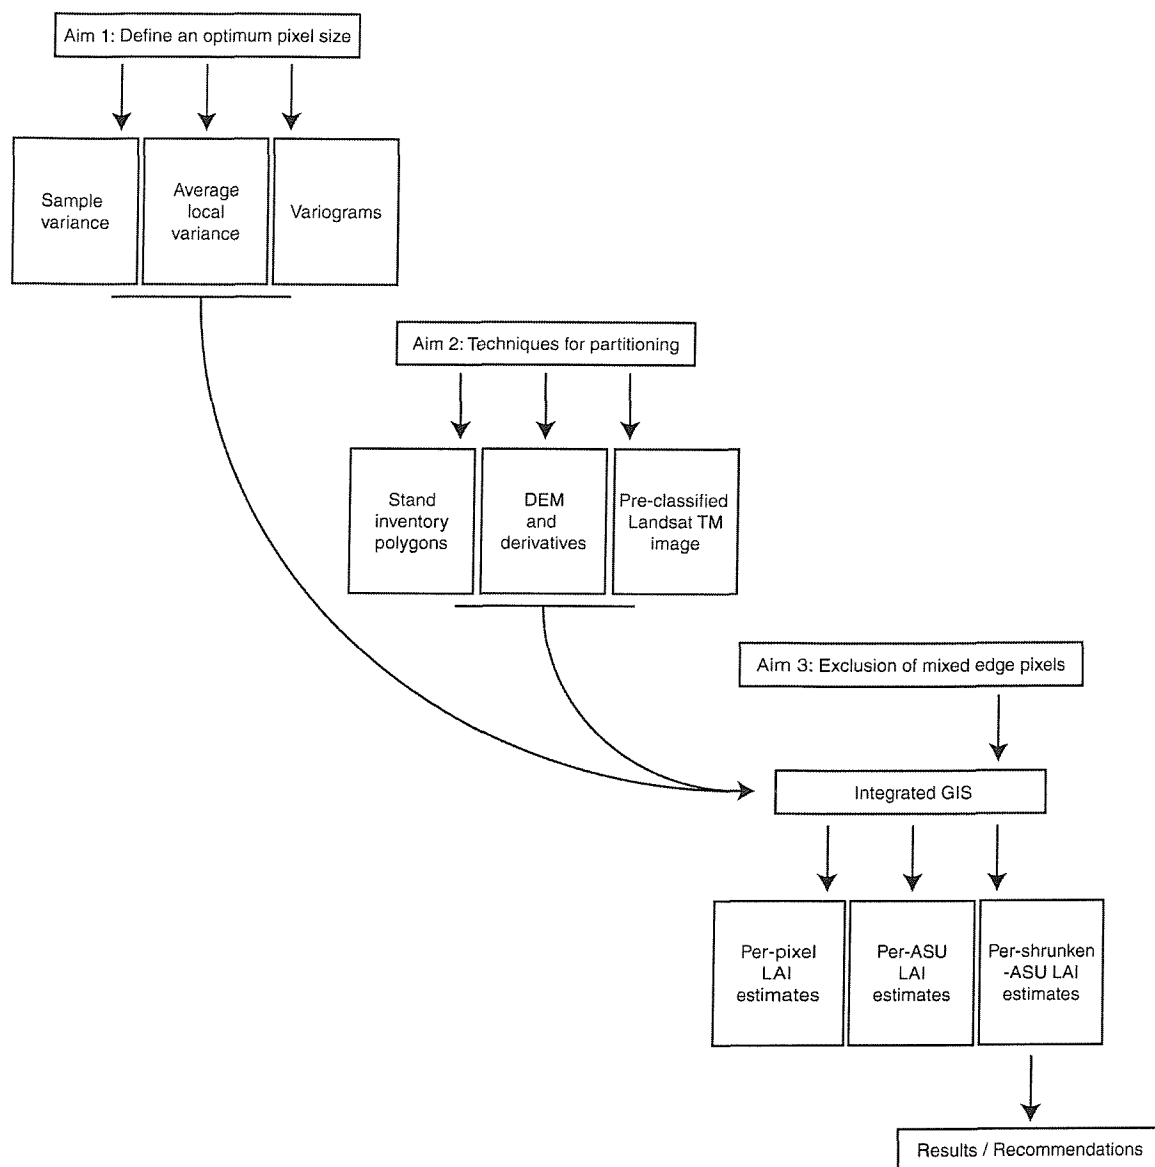 Aim 1: Define an optimum pixel size
Sample
variance
Average
local
variance
Variograms
Aim 2: Techniques for partitioning
Stand
inventory
polygons
DEM
and
derivatives
Pre-classified
Landsat TM
image
Aim 3: Exclusion of mixed edge pixels
Integrated GIS
Per-pixel
LAI
estimates
Per-ASU
LAI
estimates
Per-shrunken
-ASU LAI
estimates
Results / Recommendations